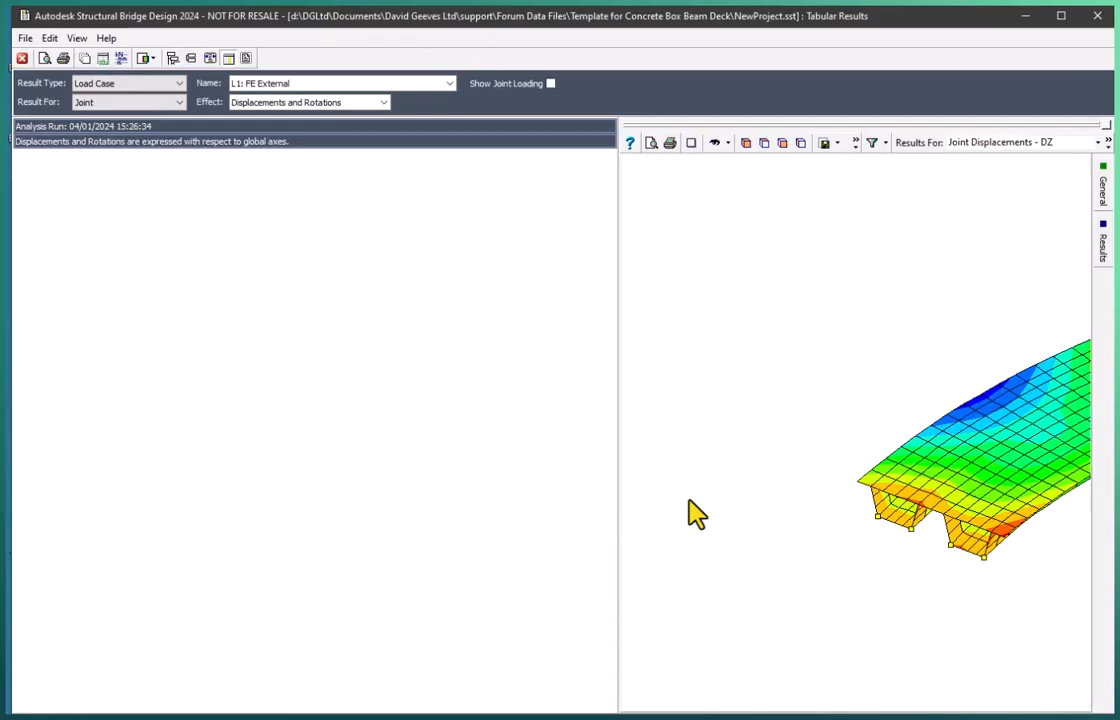 Autodesk Structural Bridge Design 2024 - NOT FOR RESALE - [d:\DGLtd\Documents\David Geeves Ltd\support\Forum Data Files\Template for Concrete Box Beam Deck\NewProject.sst] : Tabular Results
File Edit View Help
Result Type: Load Case Name: L1: FE External Show Joint Loading
Result For: Joint Effect: Displacements and Rotations
Analysis Run: 04/01/2024 15:26:34
Displacements and Rotations are expressed with respect to global axes.
Results For: Joint Displacements - DZ
General
Results